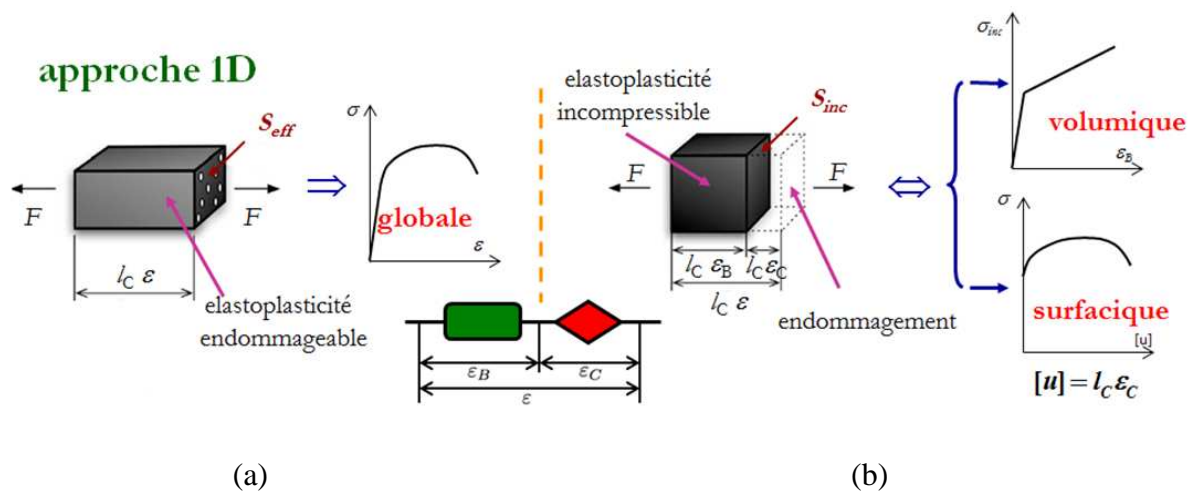 approche 1D
S_eff
F
F
l_C ε
elastoplasticité
endommageable
σ
globale
ε
ε_B
ε_C
ε
elastoplasticité
incompressible
S_inc
F
F
l_C ε_B
l_C ε_C
l_C ε
endommagement
σ_inc
volumique
ε_B
σ
surfacique
[u]
[u] = l_C ε_C
(a)
(b)